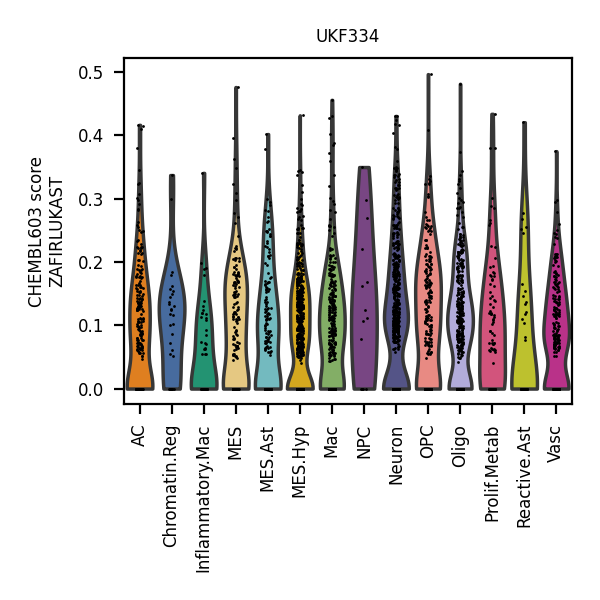 UKF334
CHEMBL603 score
ZAFIRLUKAST
0.5
0.4
0.3
0.2
0.1
0.0
AC
Chromatin.Reg
Inflammatory.Mac
MES
MES.Ast
MES.Hyp
Mac
NPC
Neuron
OPC
Oligo
Prolif.Metab
Reactive.Ast
Vasc